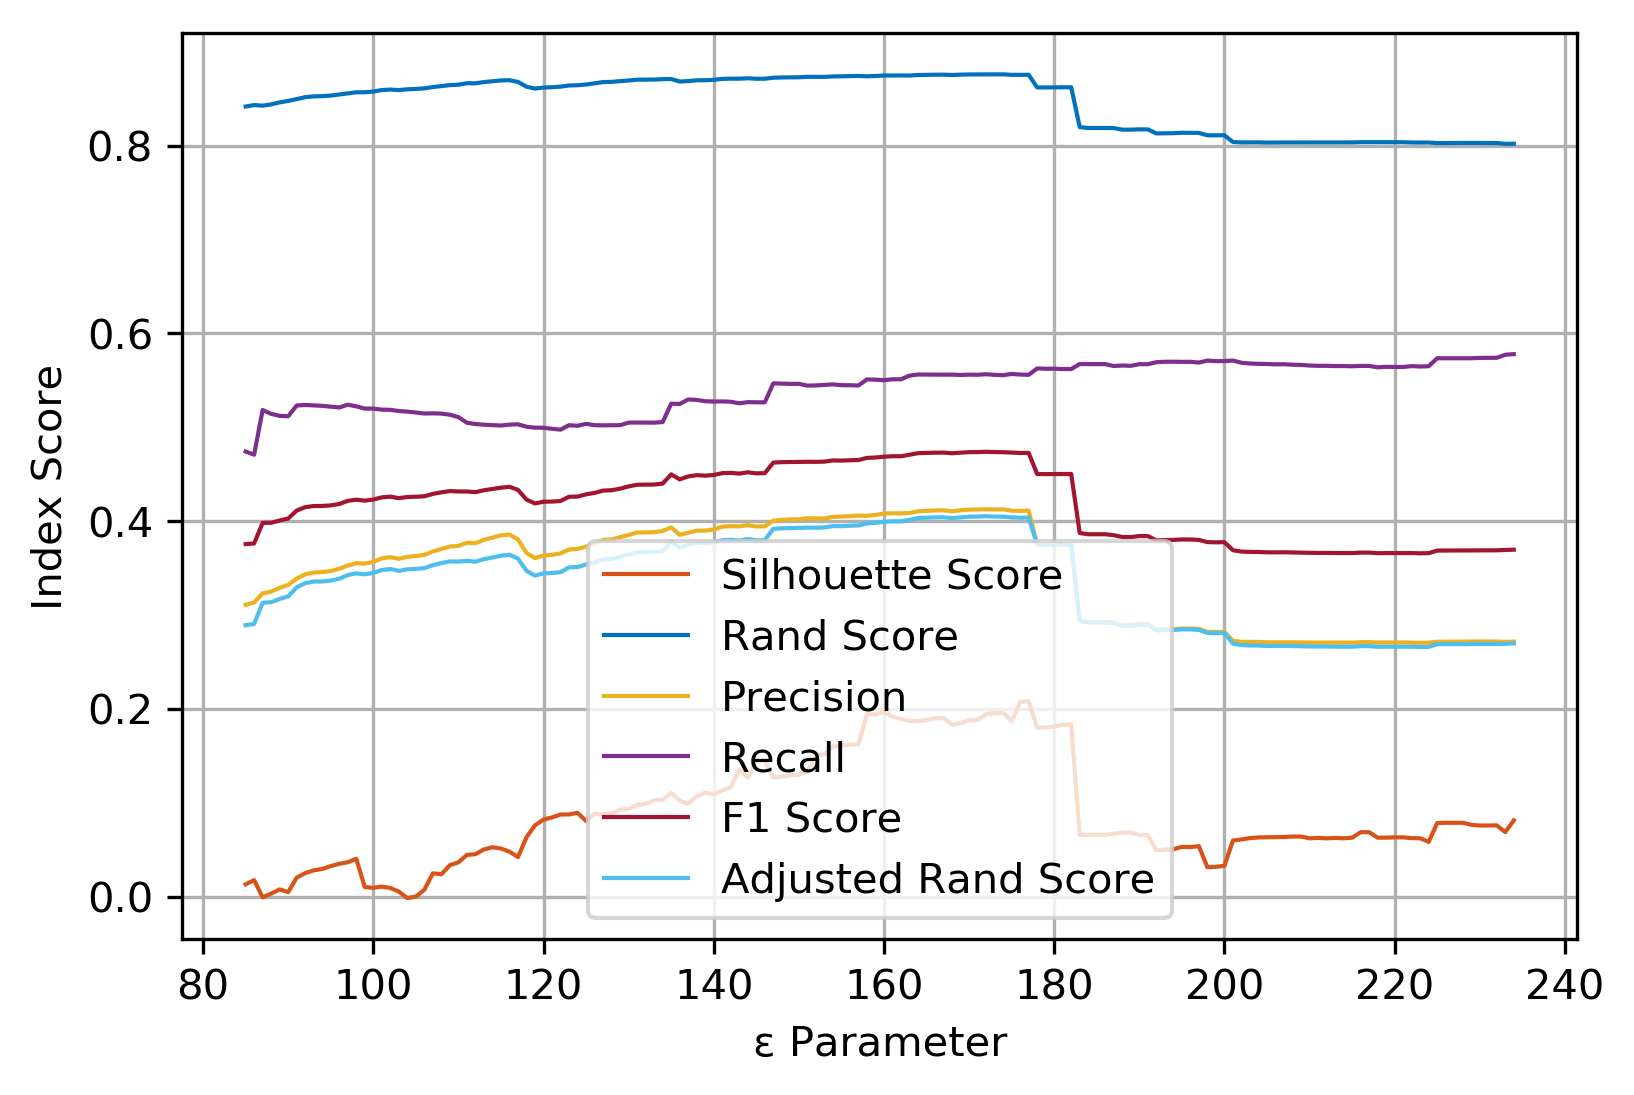 0.8
0.6
0.4
0.2
0.0
Index Score
Silhouette Score
Rand Score
Precision
Recall
F1 Score
Adjusted Rand Score
80 100 120 140 160 180 200 220 240
ε Parameter